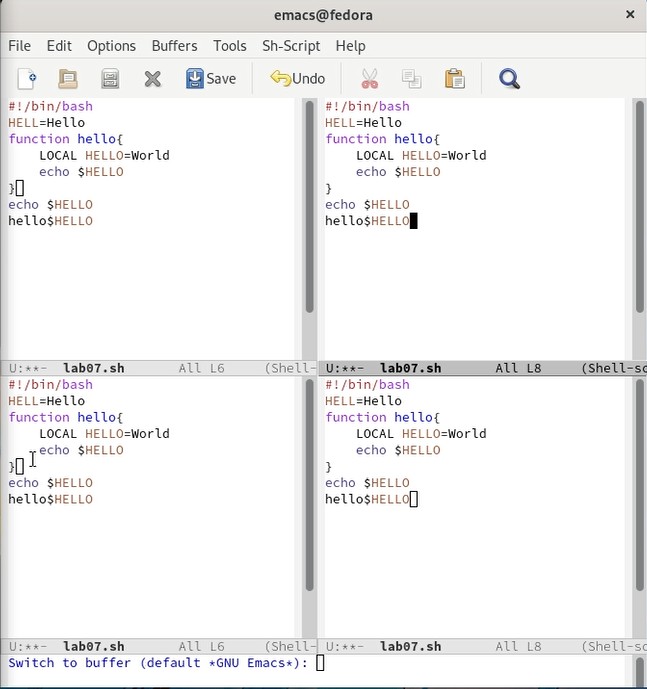 emacs@fedora
File Edit Options Buffers Tools Sh-Script Help
Save Undo
#!/bin/bash
HELL=Hello
function hello{
    LOCAL HELLO=World
    echo $HELLO
}
echo $HELLO
hello$HELLO
U:**-  lab07.sh       All L6     (Shell-
#!/bin/bash
HELL=Hello
function hello{
    LOCAL HELLO=World
    echo $HELLO
}
echo $HELLO
hello$HELLO
U:**-  lab07.sh       All L8     (Shell-sc
#!/bin/bash
HELL=Hello
function hello{
    LOCAL HELLO=World
    echo $HELLO
}
echo $HELLO
hello$HELLO
U:**-  lab07.sh       All L6     (Shell-
#!/bin/bash
HELL=Hello
function hello{
    LOCAL HELLO=World
    echo $HELLO
}
echo $HELLO
hello$HELLO
U:**-  lab07.sh       All L8     (Shell-sc
Switch to buffer (default *GNU Emacs*):